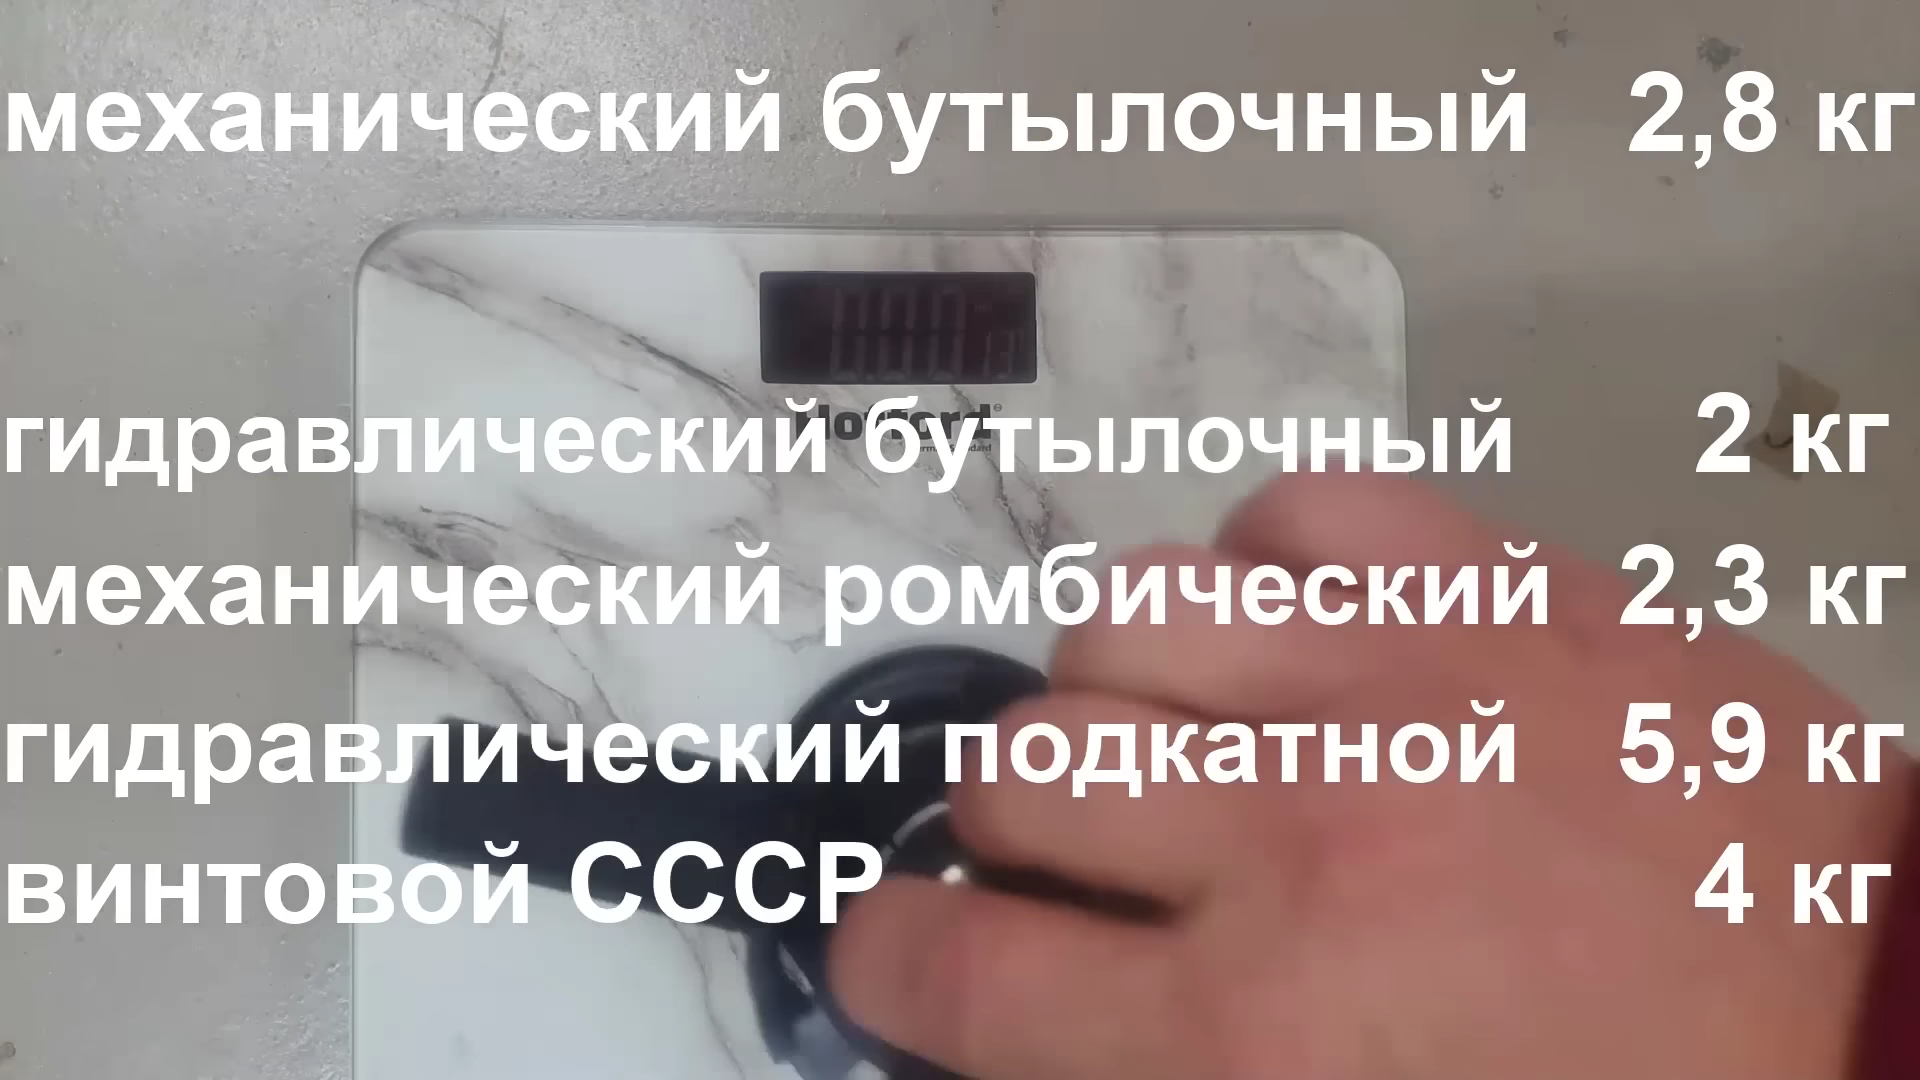 механический бутылочный 2,8 кг
Hofford
гидравлический бутылочный 2 кг
механический ромбический 2,3 кг
гидравлический подкатной 5,9 кг
винтовой СССР 4 кг